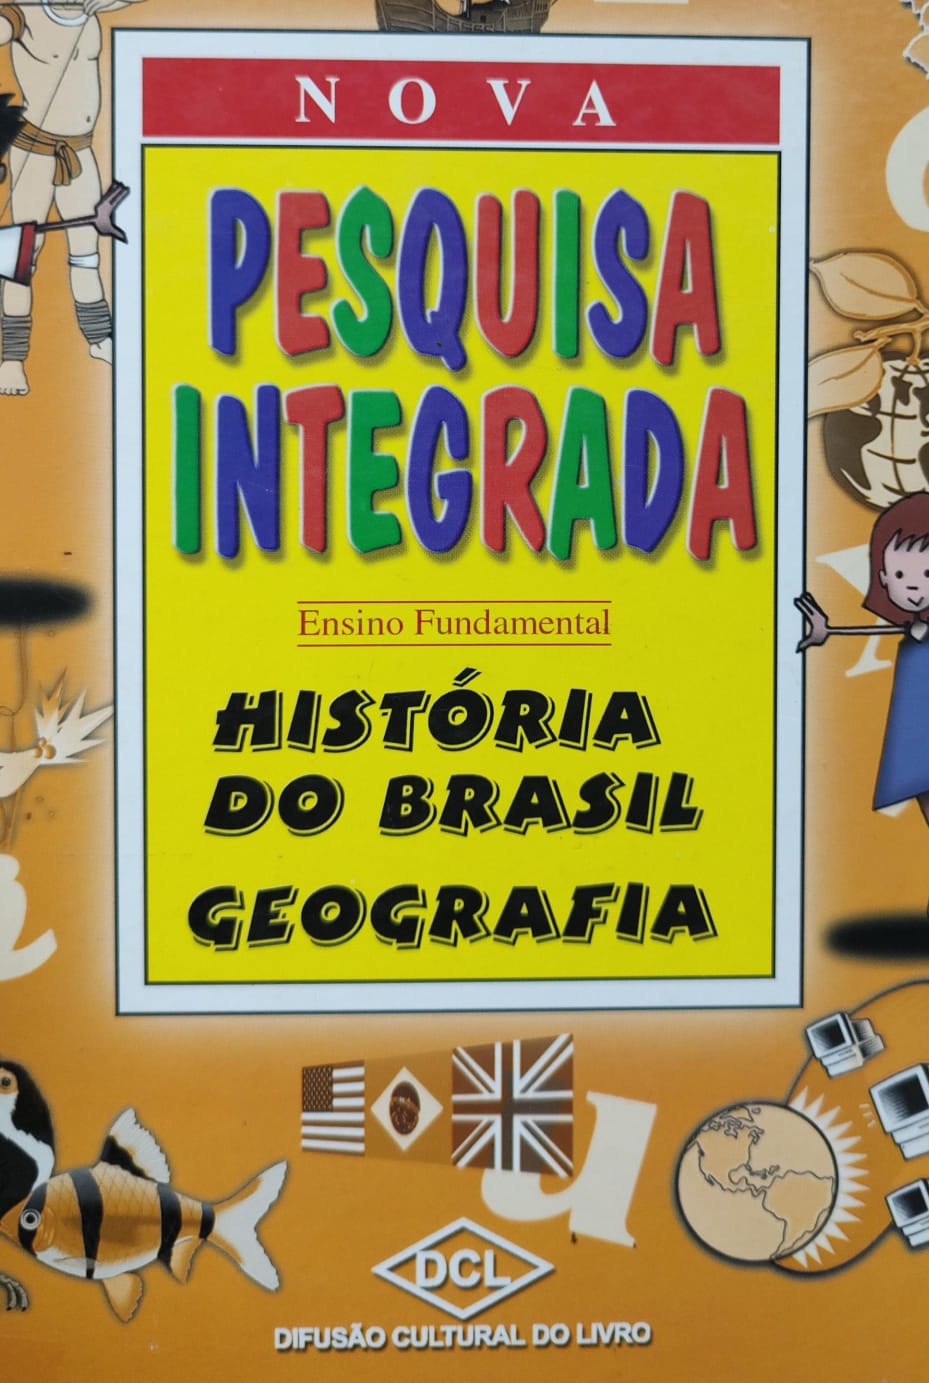 NOVA
PESQUISA
INTEGRADA
Ensino Fundamental
HISTÓRIA
DO BRASIL
GEOGRAFIA
DCL
DIFUSÃO CULTURAL DO LIVRO